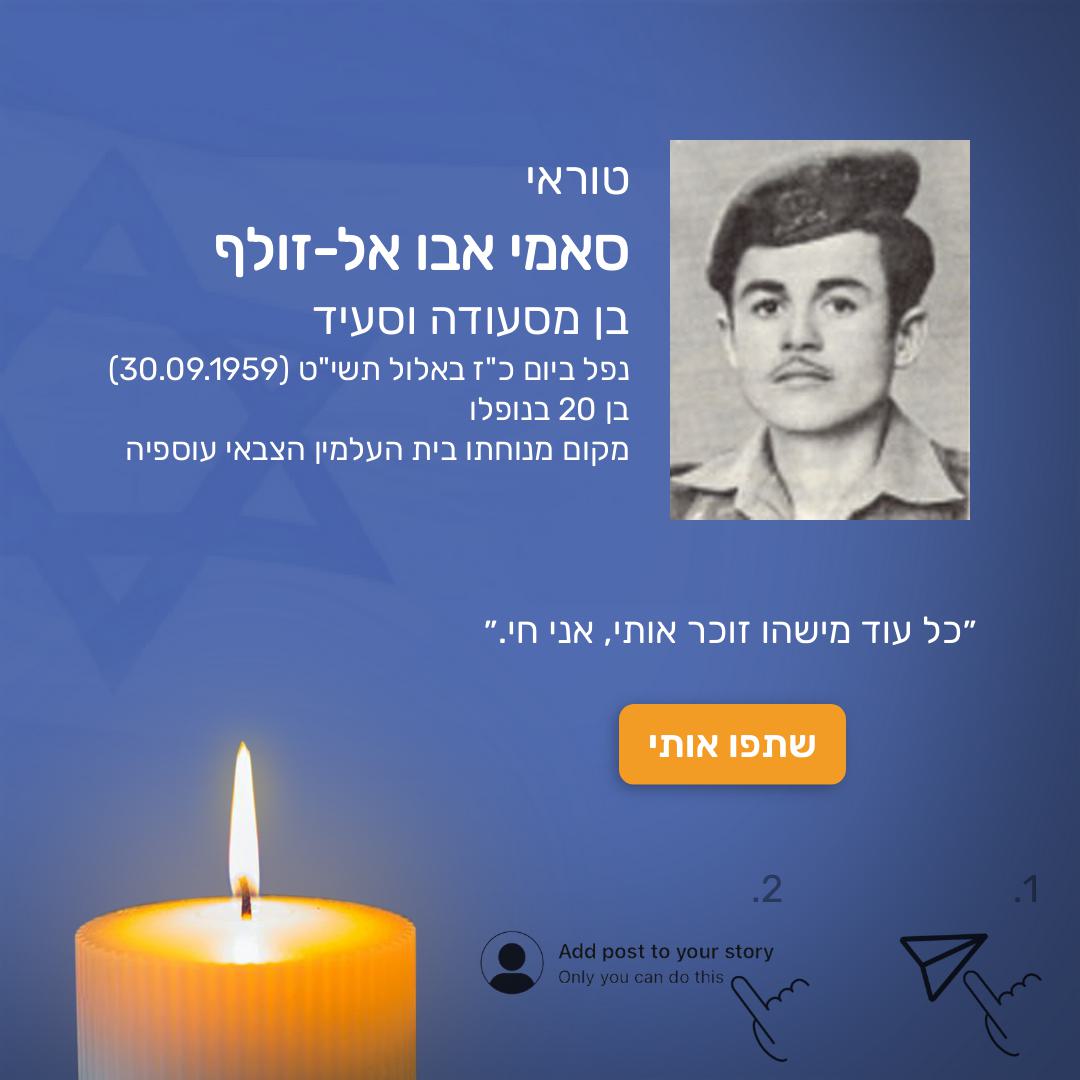 טוראי
סאמי אבו אל-זולף
בן מסעודה וסעיד
נפל ביום כ"ז באלול תשי"ט (30.09.1959)
בן 20 בנופלו
מקום מנוחתו בית העלמין הצבאי עוספיה
״כל עוד מישהו זוכר אותי, אני חי.״
שתפו אותי
1.
2.
Add post to your story
Only you can do this